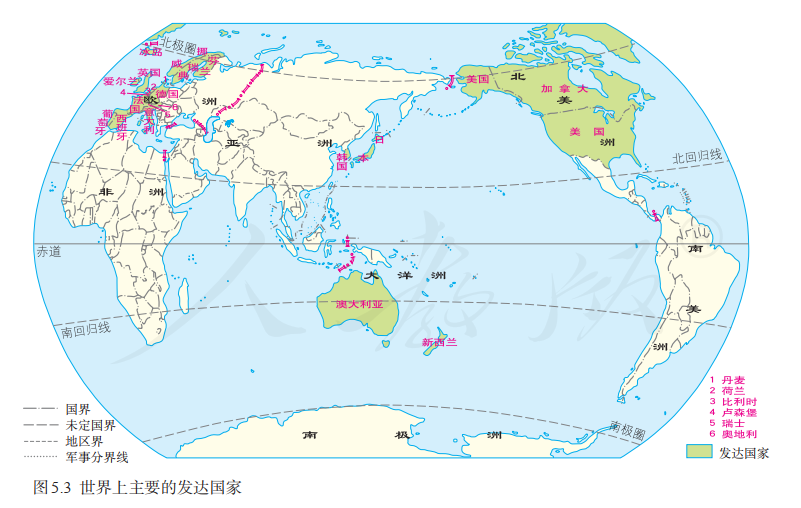 北极圈
冰岛
挪
威
瑞
典
芬
兰
英国
爱尔兰
1
2
3
4
德国
法
国
欧
洲
5
6
意
大
利
葡
萄
牙
西
班
牙
亚
洲
韩
国
日
本
美国
北
美
洲
加拿大
美国
北回归线
非洲
赤道
大洋洲
南
美
洲
澳大利亚
新西兰
南回归线
南极圈
南极洲
人教版
®
1 丹麦
2 荷兰
3 比利时
4 卢森堡
5 瑞士
6 奥地利
国界
未定国界
地区界
军事分界线
发达国家
图5.3 世界上主要的发达国家